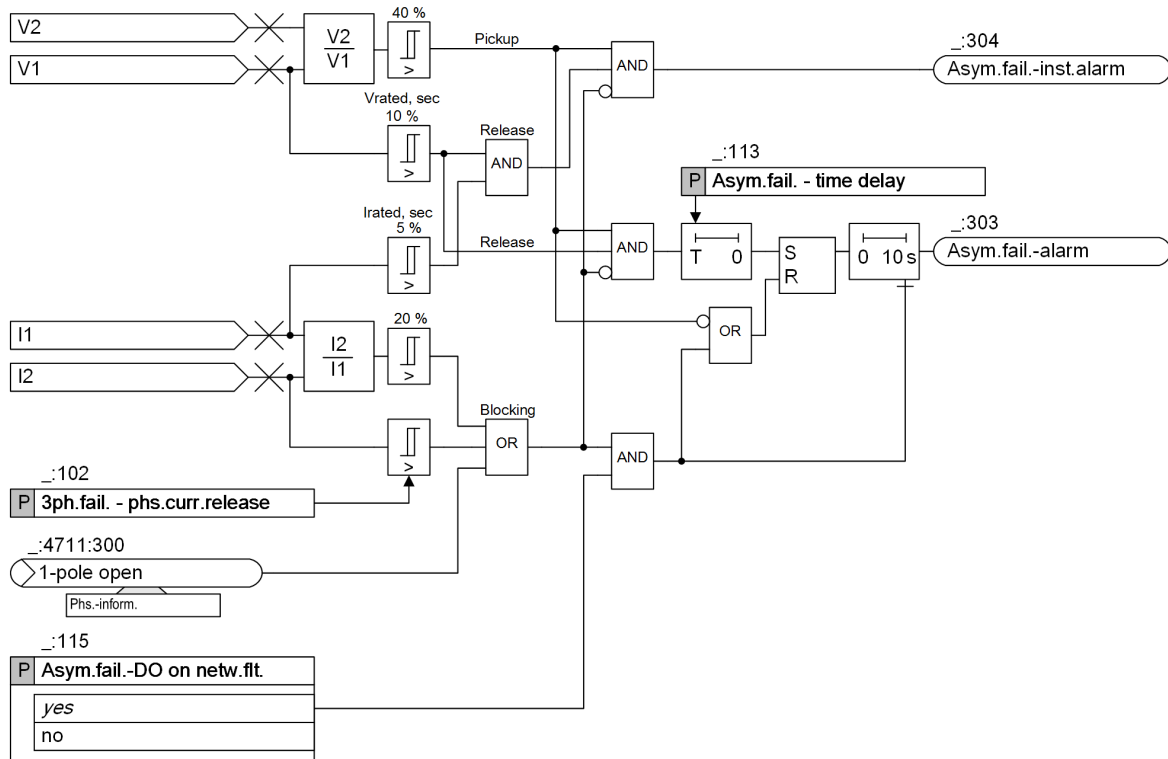 V2
V1
V2
V1
40 %
>
Pickup
AND
_:304
Asym.fail.-inst.alarm
Vrated, sec
10 %
>
Release
AND
_:113
P Asym.fail. - time delay
Irated, sec
5 %
>
Release
AND
T 0
S
R
0 10 s
_:303
Asym.fail.-alarm
I1
I2
I2
I1
20 %
>
OR
Blocking
OR
>
AND
_:102
P 3ph.fail. - phs.curr.release
_:4711:300
1-pole open
Phs.-inform.
_:115
P Asym.fail.-DO on netw.flt.
yes
no